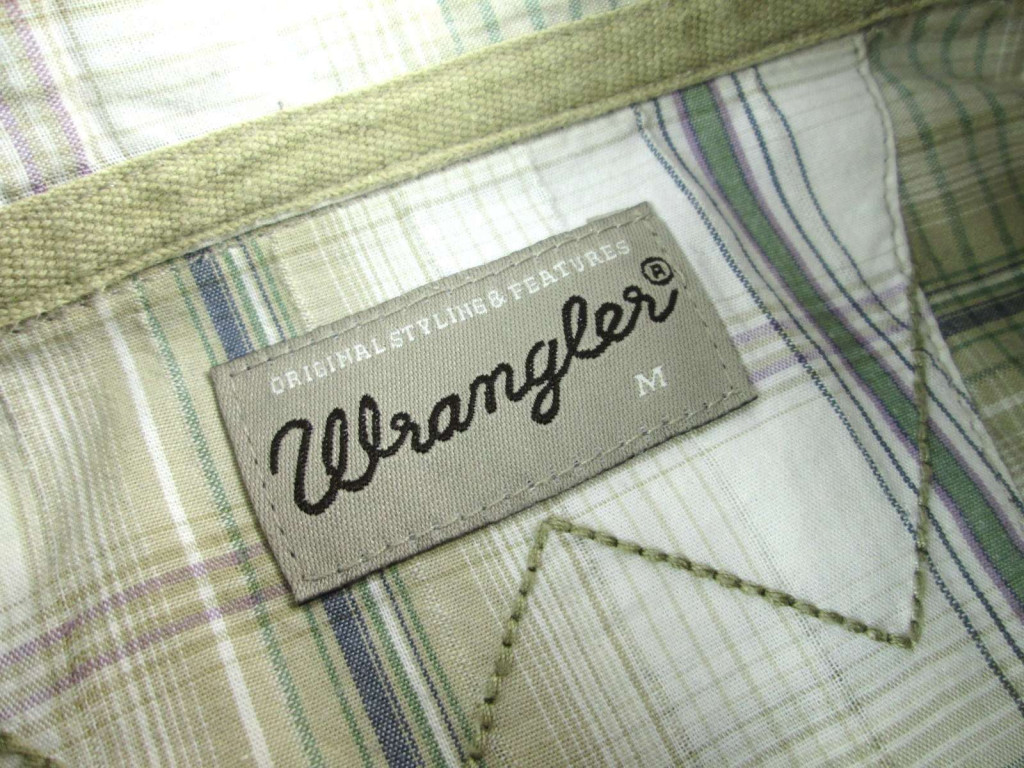 ORIGINAL STYLING & FEATURES
Wrangler®
M